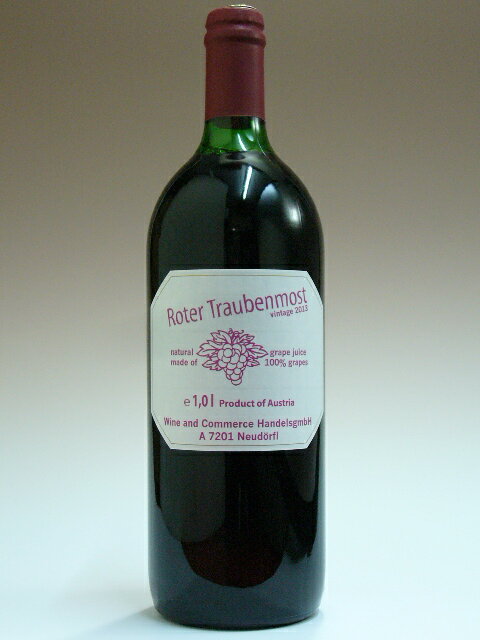 Roter Traubenmost
vintage 2013
natural grape juice
made of 100% grapes
e 1,0 l Product of Austria
Wine and Commerce HandelsgmbH
A 7201 Neudörfl